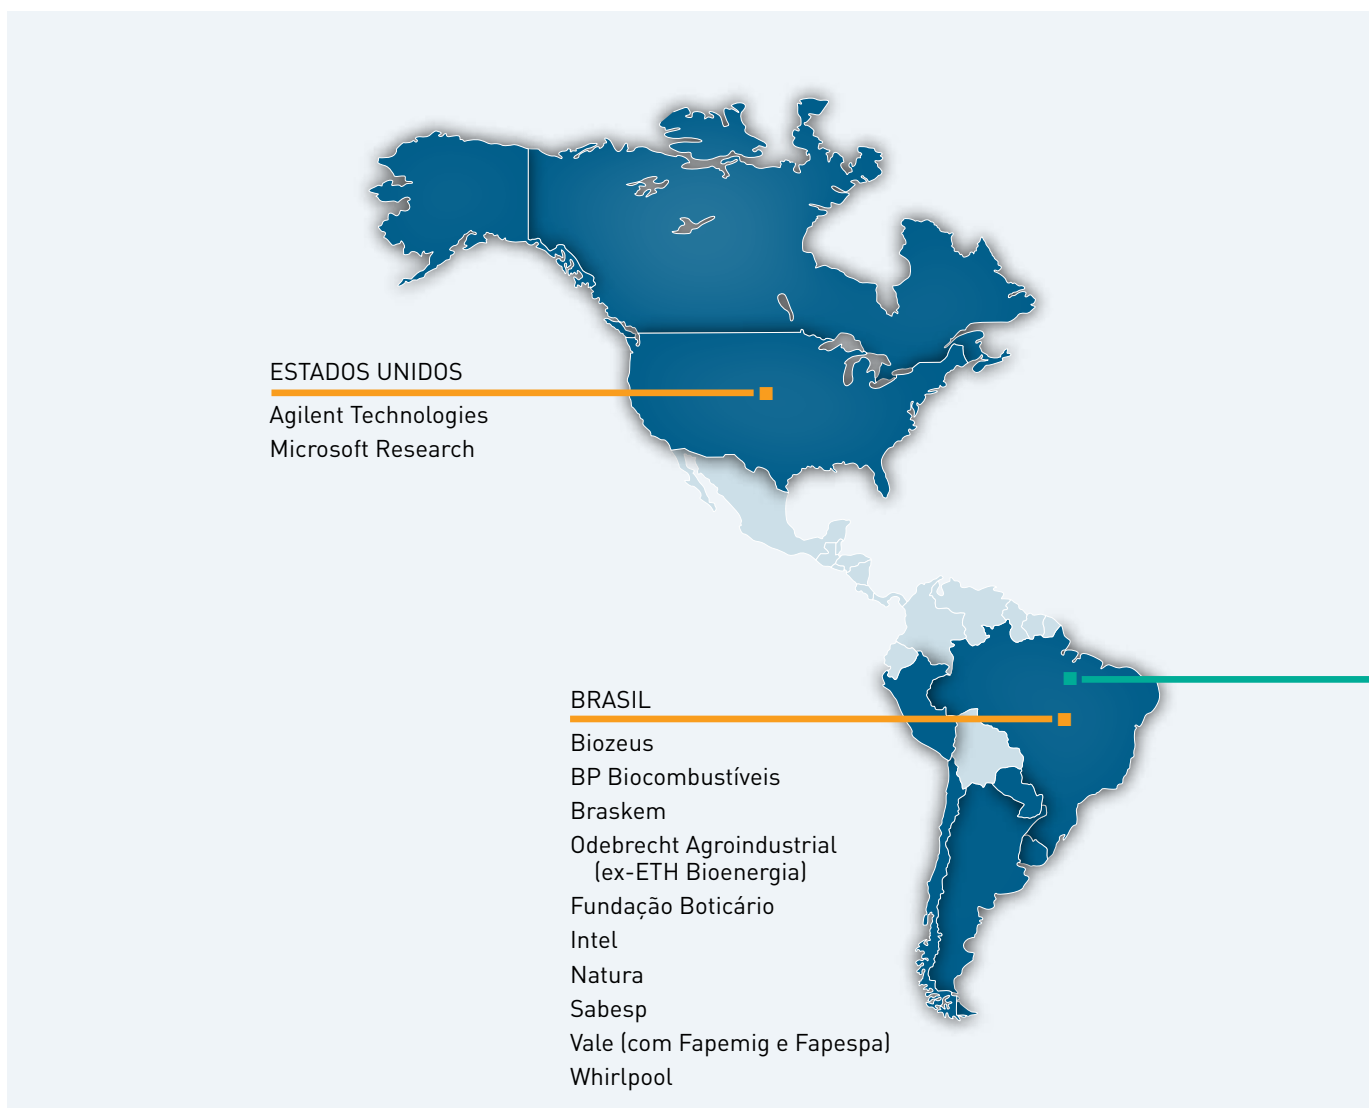 ESTADOS UNIDOS
Agilent Technologies
Microsoft Research
BRASIL
Biozeus
BP Biocombustíveis
Braskem
Odebrecht Agroindustrial
(ex-ETH Bioenergia)
Fundação Boticário
Intel
Natura
Sabesp
Vale (com Fapemig e Fapespa)
Whirlpool